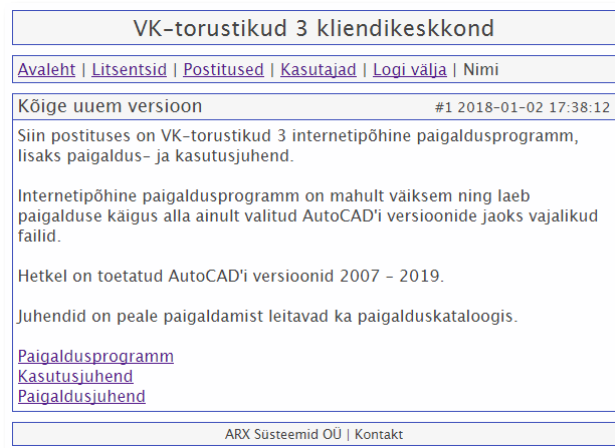 VK-torustikud 3 kliendikeskkond
Avaleht | Litsentsid | Postitused | Kasutajad | Logi välja | Nimi
Kõige uuem versioon #1 2018-01-02 17:38:12
Siin postituses on VK-torustikud 3 internetipõhine paigaldusprogramm,
lisaks paigaldus- ja kasutusjuhend.
Internetipõhine paigaldusprogramm on mahult väiksem ning laeb
paigalduse käigus alla ainult valitud AutoCAD'i versioonide jaoks vajalikud
failid.
Hetkel on toetatud AutoCAD'i versioonid 2007 - 2019.
Juhendid on peale paigaldamist leitavad ka paigalduskataloogis.
Paigaldusprogramm
Kasutusjuhend
Paigaldusjuhend
ARX Süsteemid OÜ | Kontakt